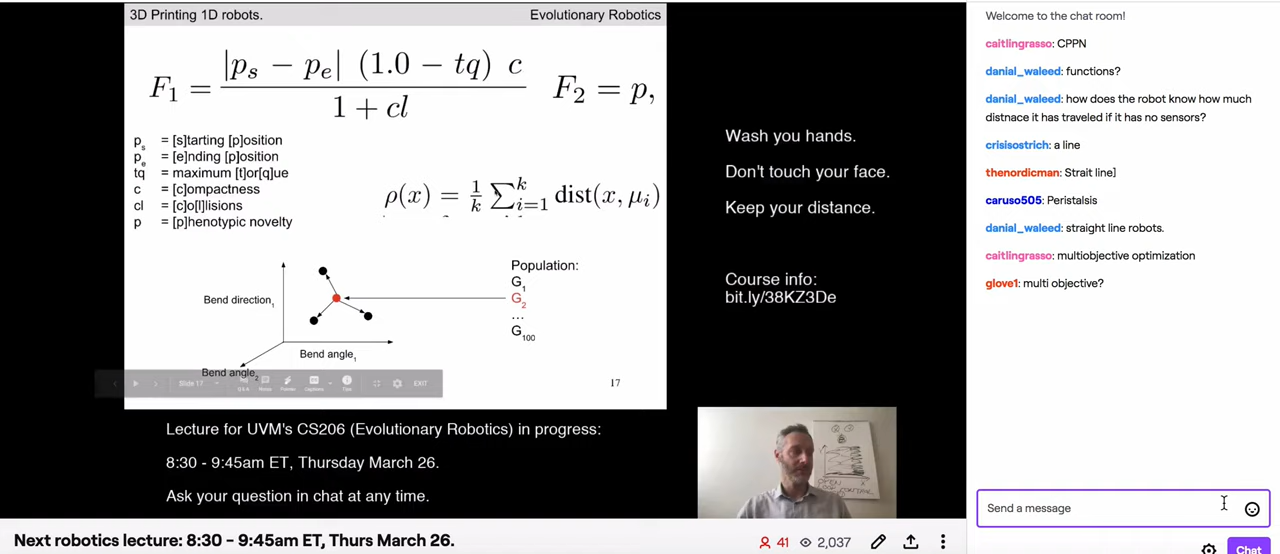 3D Printing 1D robots.
Evolutionary Robotics
F₁ = |pₛ − pₑ| (1.0 − tq) c / 1 + cl
F₂ = p,
pₛ = [s]tarting [p]osition
pₑ = [e]nding [p]osition
tq = maximum [t]or[q]ue
c = [c]ompactness
cl = [c]o[l]lisions
p = [p]henotypic novelty
ρ(x) = 1/k ∑ᵢ₌₁ᵏ dist(x, μᵢ)
Population:
G₁
G₂
...
G₁₀₀
Bend direction₁
Bend angle₁
Bend angle₂
Slide 17
EXIT
17
Wash you hands.
Don't touch your face.
Keep your distance.
Course info:
bit.ly/38KZ3De
Lecture for UVM's CS206 (Evolutionary Robotics) in progress:
8:30 - 9:45am ET, Thursday March 26.
Ask your question in chat at any time.
Next robotics lecture: 8:30 - 9:45am ET, Thurs March 26.
41
2,037
Welcome to the chat room!
caitlingrasso: CPPN
danial_waleed: functions?
danial_waleed: how does the robot know how much
distnace it has traveled if it has no sensors?
crisisostrich: a line
thenordicman: Strait line]
caruso505: Peristalsis
danial_waleed: straight line robots.
caitlingrasso: multiobjective optimization
glove1: multi objective?
Send a message
Chat